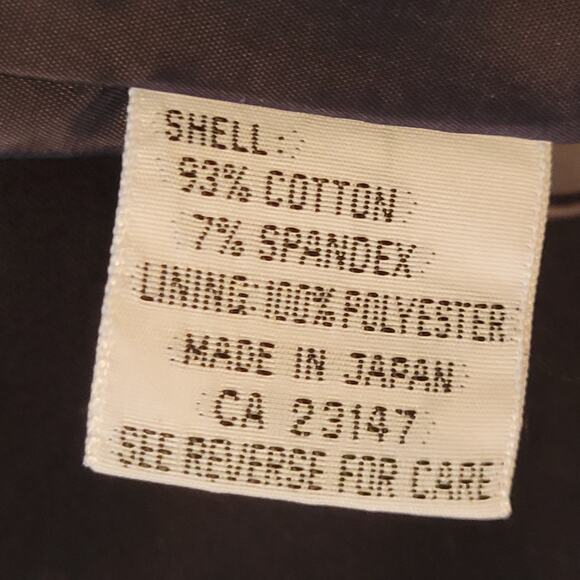 SHELL:
93% COTTON
7% SPANDEX
LINING: 100% POLYESTER
MADE IN JAPAN
CA 23147
SEE REVERSE FOR CARE